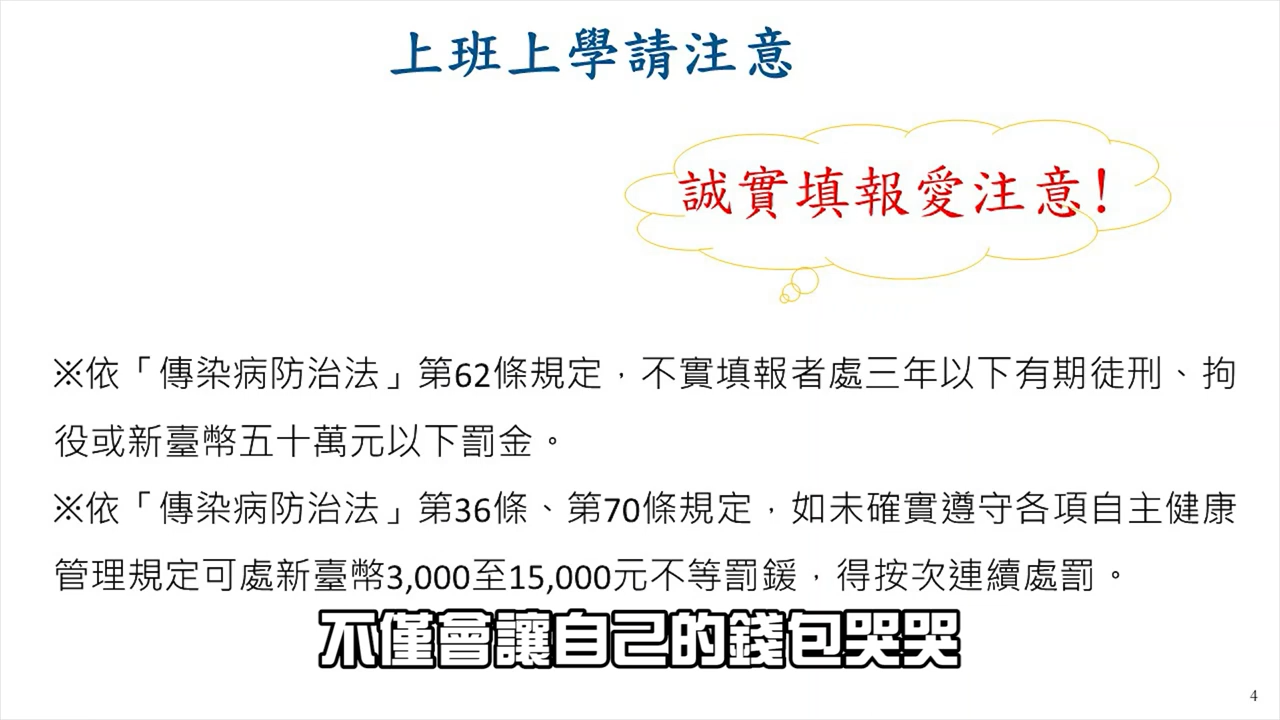 上班上學請注意
誠實填報愛注意!
※依「傳染病防治法」第62條規定，不實填報者處三年以下有期徒刑、拘
役或新臺幣五十萬元以下罰金。
※依「傳染病防治法」第36條、第70條規定，如未確實遵守各項自主健康
管理規定可處新臺幣3,000至15,000元不等罰鍰，得按次連續處罰。
不僅會讓自己的錢包哭哭
4